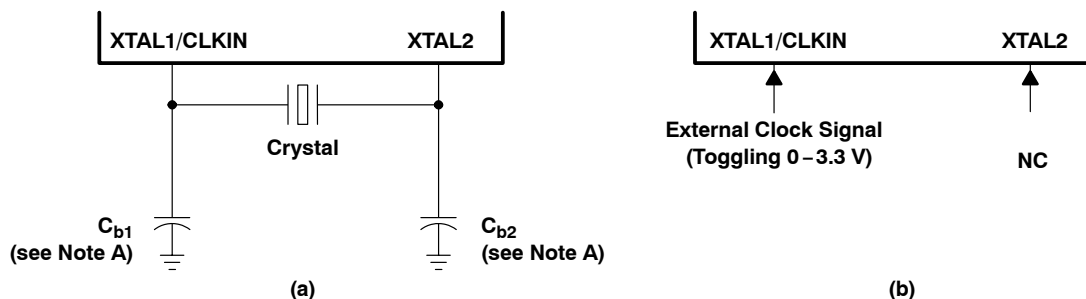 XTAL1/CLKIN
XTAL2
Crystal
Cb1
(see Note A)
Cb2
(see Note A)
(a)
XTAL1/CLKIN
XTAL2
External Clock Signal
(Toggling 0–3.3 V)
NC
(b)